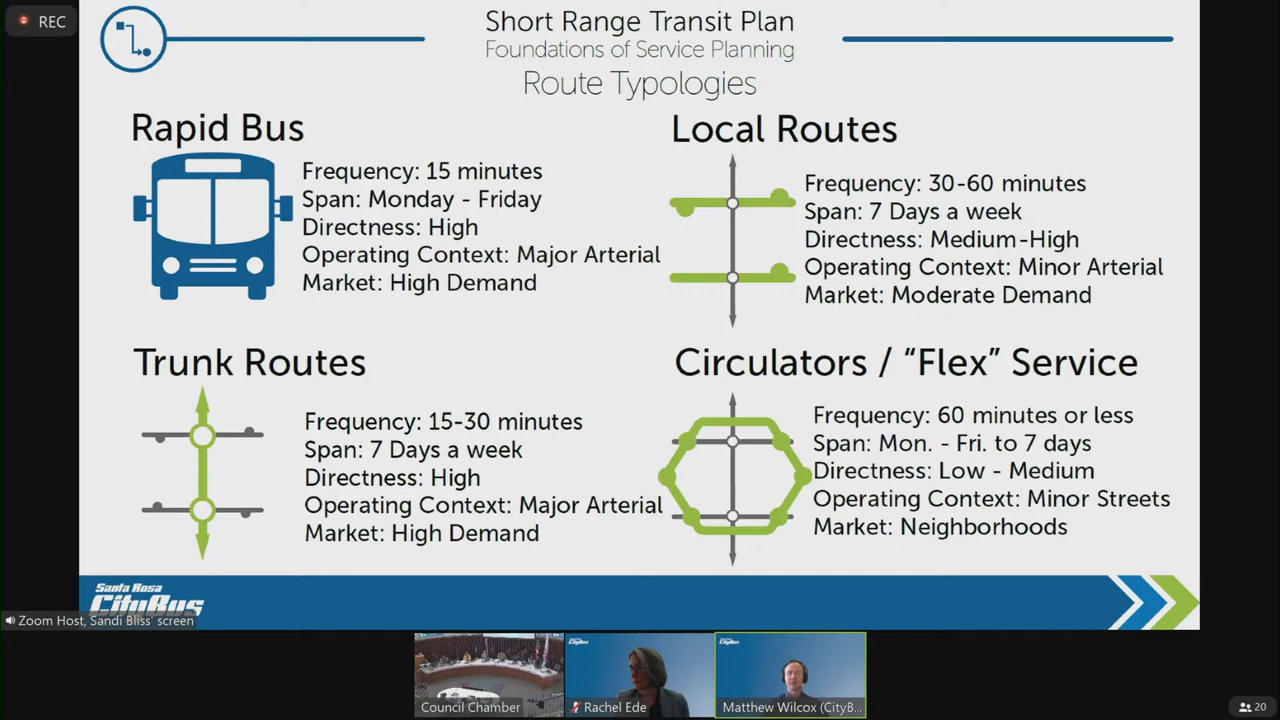 REC
Short Range Transit Plan
Foundations of Service Planning
Route Typologies
Rapid Bus
Frequency: 15 minutes
Span: Monday - Friday
Directness: High
Operating Context: Major Arterial
Market: High Demand
Local Routes
Frequency: 30-60 minutes
Span: 7 Days a week
Directness: Medium-High
Operating Context: Minor Arterial
Market: Moderate Demand
Trunk Routes
Frequency: 15-30 minutes
Span: 7 Days a week
Directness: High
Operating Context: Major Arterial
Market: High Demand
Circulators / “Flex” Service
Frequency: 60 minutes or less
Span: Mon. - Fri. to 7 days
Directness: Low - Medium
Operating Context: Minor Streets
Market: Neighborhoods
Santa Rosa
CityBus
Zoom Host, Sandi Bliss' screen
CityBus
CityBus
Council Chamber
Rachel Ede
Matthew Wilcox (CityB...
20